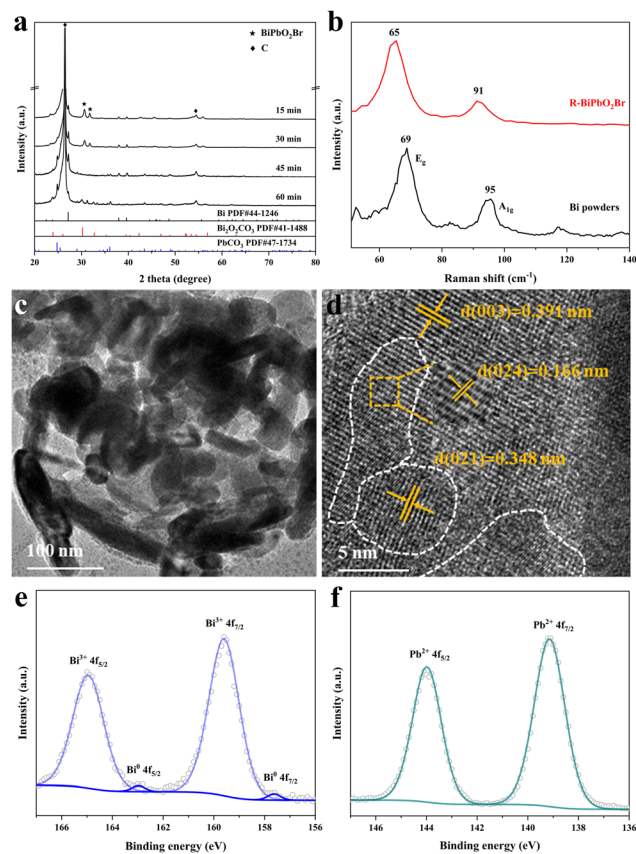 a
★ BiPbO₂Br
♦ C
★
★
♦
♦
15 min
30 min
45 min
60 min
Bi PDF#44-1246
Bi₂O₂CO₃ PDF#41-1488
PbCO₂ PDF#47-1734
20 30 40 50 60 70 80
2 theta (degree)
Intensity (a.u.)
b
65
91
R-BiPbO₂Br
69
E_g
95
A₁g
Bi powders
60 80 100 120 140
Raman shift (cm⁻¹)
Intensity (a.u.)
c
100 nm
d
d(003)=0.391 nm
d(024)=0.166 nm
d(021)=0.348 nm
5 nm
e
Bi³⁺ 4f₇/₂
Bi³⁺ 4f₅/₂
Bi⁰ 4f₅/₂
Bi⁰ 4f₇/₂
166 164 162 160 158 156
Binding energy (eV)
Intensity (a.u.)
f
Pb²⁺ 4f₇/₂
Pb²⁺ 4f₅/₂
146 144 142 140 138 136
Binding energy (eV)
Intensity (a.u.)